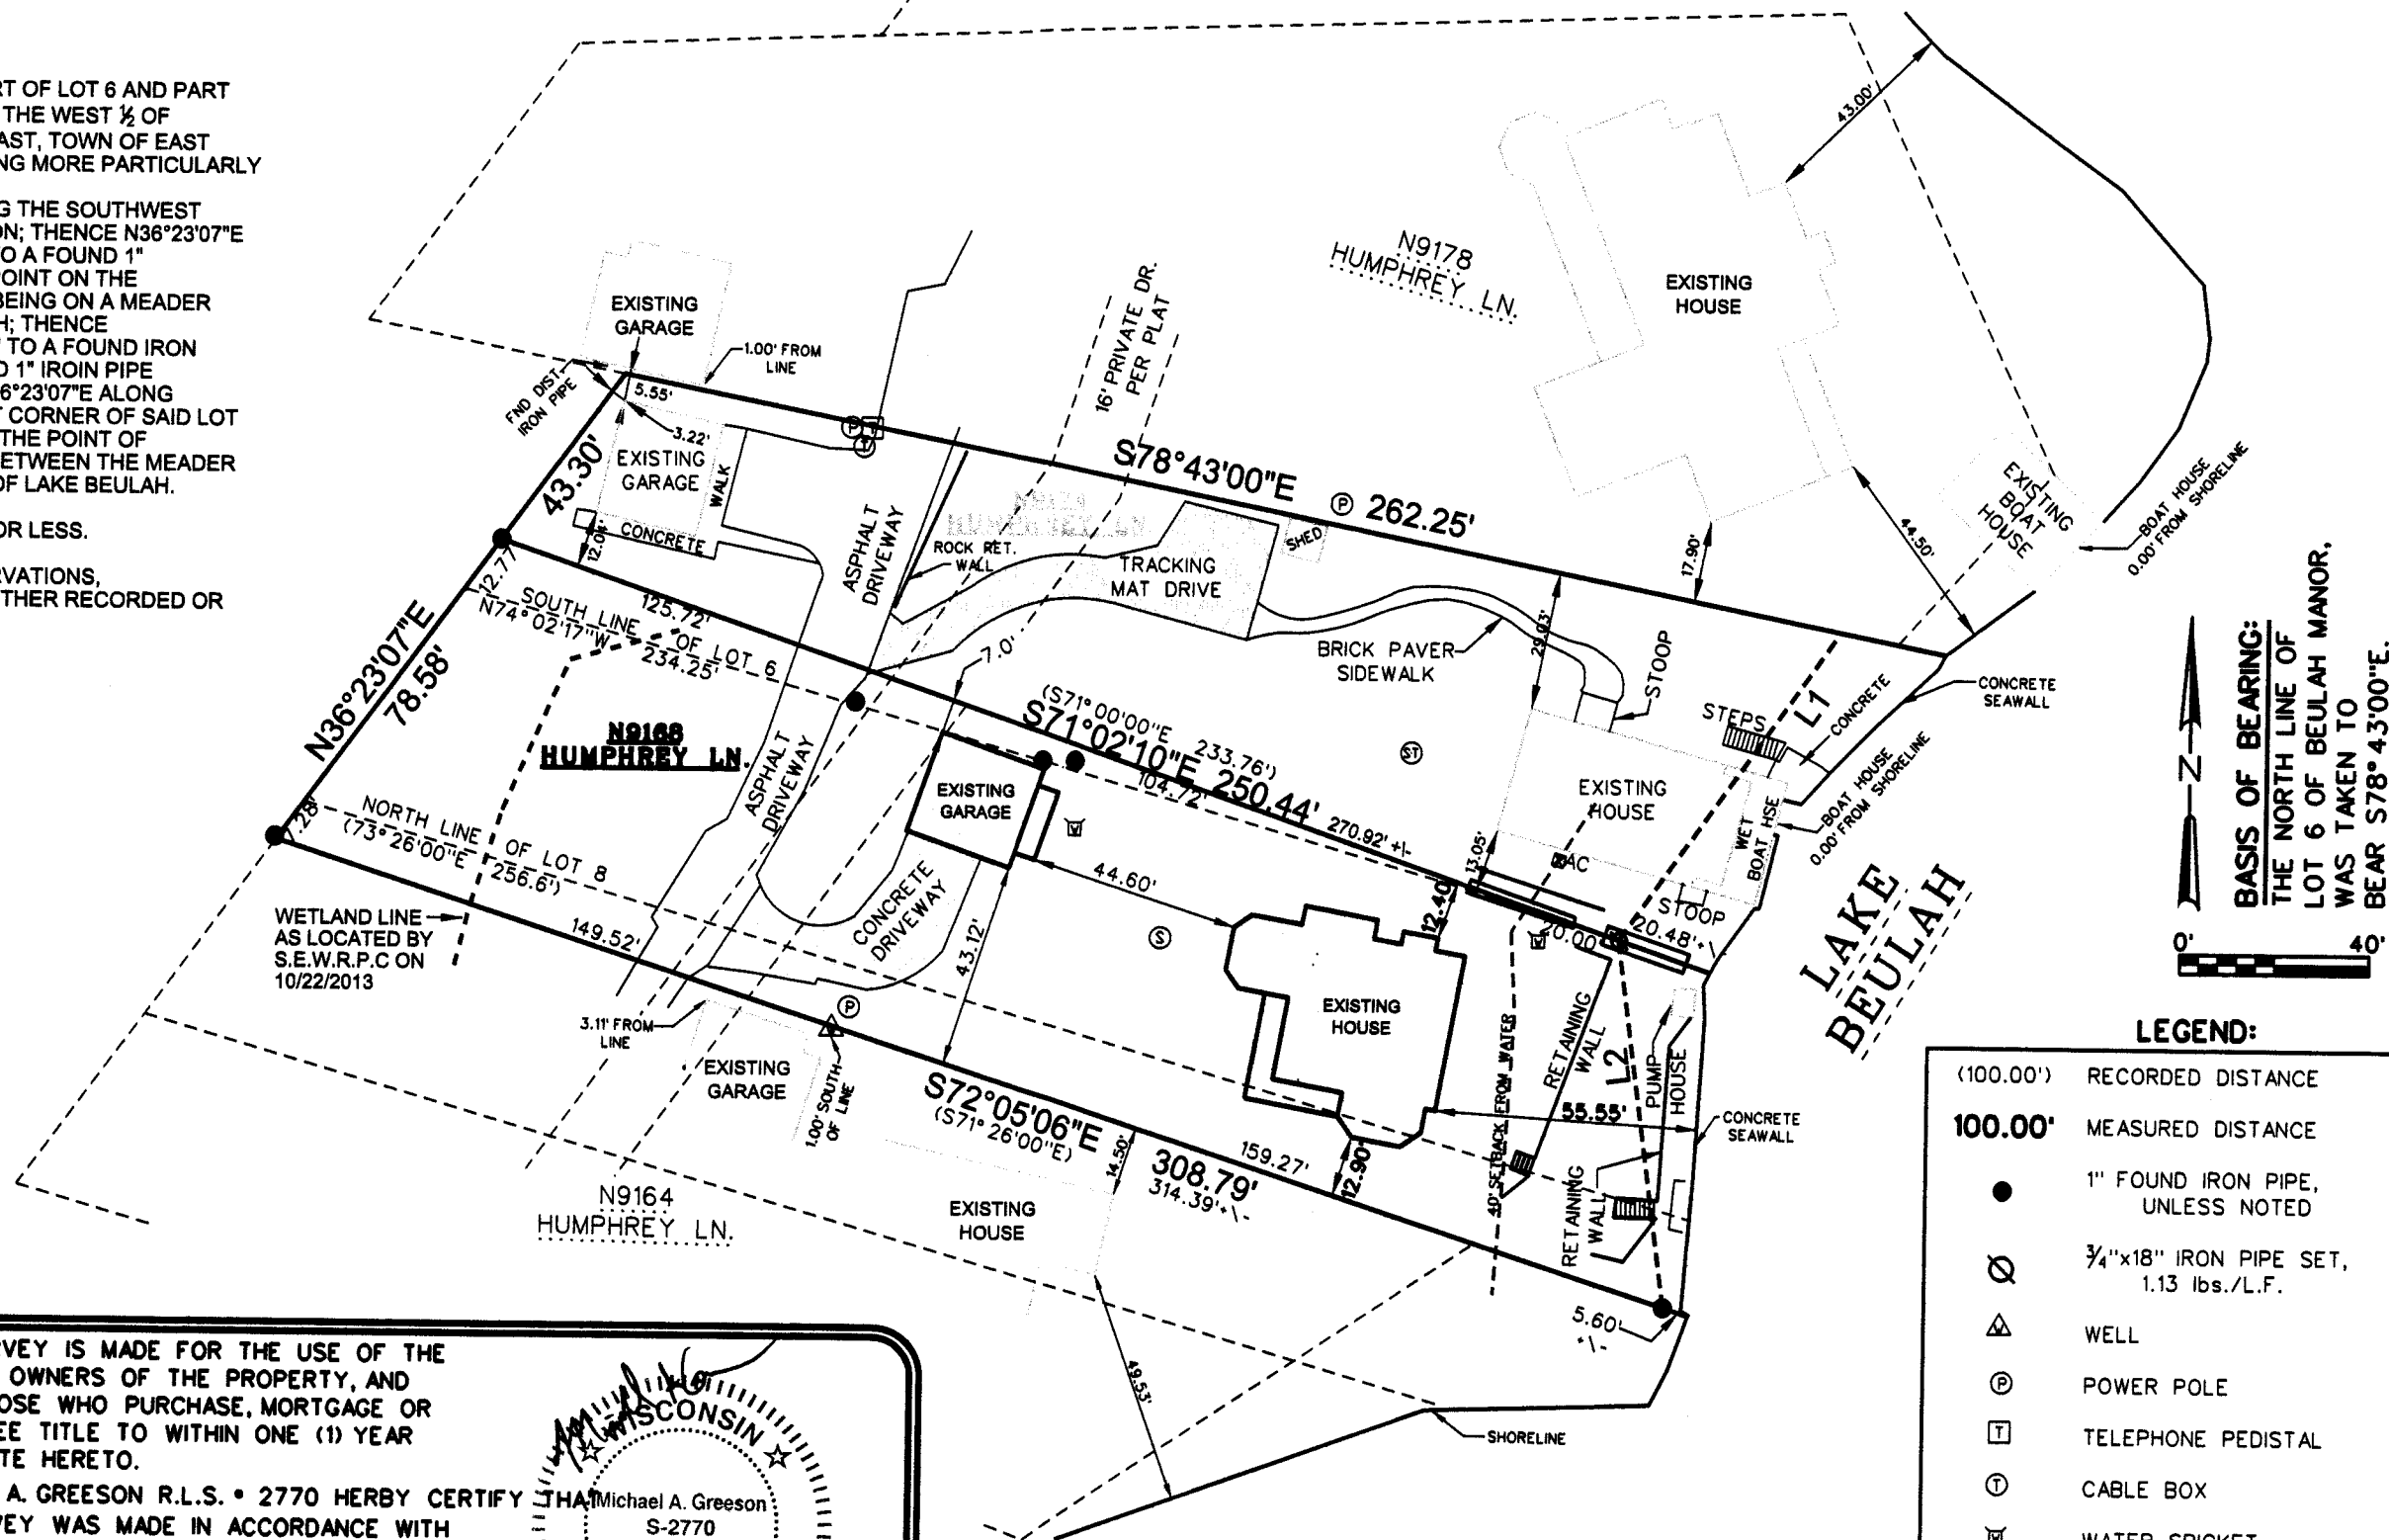 RT OF LOT 6 AND PART
THE WEST ½ OF
AST, TOWN OF EAST
NG MORE PARTICULARLY
G THE SOUTHWEST
ON; THENCE N36°23'07"E
TO A FOUND 1"
POINT ON THE
BEING ON A MEADER
H; THENCE
TO A FOUND IRON
D 1" IROIN PIPE
6°23'07"E ALONG
T CORNER OF SAID LOT
THE POINT OF
ETWEEN THE MEADER
OF LAKE BEULAH.
OR LESS.
RVATIONS,
THER RECORDED OR
43.00'
N9178
HUMPHREY LN.
EXISTING
HOUSE
EXISTING
GARAGE
1.00' FROM
LINE
16' PRIVATE DR.
PER PLAT
FND DIST.
IRON PIPE
5.55'
3.22'
P
T
T
43.30'
EXISTING
GARAGE
WALK
CONCRETE
12.04'
S78°43'00"E
P
262.25'
SHED
ASPHALT
DRIVEWAY
ROCK RET.
WALL
TRACKING
MAT DRIVE
17.90'
44.50'
EXISTING
BOAT
HOUSE
BOAT HOUSE
0.00' FROM SHORELINE
12.77'
SOUTH LINE OF LOT 6
N74°02'17"W 234.25'
125.72'
7.0'
BRICK PAVER
SIDEWALK
29.03'
STOOP
N36°23'07"E
78.58'
N9168
HUMPHREY LN.
(S71°00'00"E 233.76')
S71°02'10"E 250.44'
104.72'
270.92' +/-
ST
STEPS
L1
CONCRETE
CONCRETE
SEAWALL
EXISTING
HOUSE
WET
BOAT HSE
BOAT HOUSE
0.00' FROM SHORELINE
AC
STOOP
13.05'
12.40'
20.00'
20.48'+\-
ASPHALT
DRIVEWAY
EXISTING
GARAGE
44.60'
7.28'
NORTH LINE OF LOT 8
(73°26'00"E 256.6')
WETLAND LINE
AS LOCATED BY
S.E.W.R.P.C ON
10/22/2013
149.52'
CONCRETE
DRIVEWAY
43.12'
S
EXISTING
HOUSE
40' SETBACK FROM WATER
RETAINING
WALL
L2
PUMP
HOUSE
55.55'
CONCRETE
SEAWALL
LAKE
BEULAH
3.11' FROM
LINE
P
EXISTING
GARAGE
1.00' SOUTH
OF LINE
S72°05'06"E
(S71°26'00"E)
14.50'
308.79'
314.39'+\-
159.27'
12.90'
RETAINING
WALL
N9164
HUMPHREY LN.
EXISTING
HOUSE
49.53'
5.60'
+\-
SHORELINE
N
BASIS OF BEARING:
THE NORTH LINE OF
LOT 6 OF BEULAH MANOR,
WAS TAKEN TO
BEAR S78°43'00"E.
0' 40'
LEGEND:
(100.00') RECORDED DISTANCE
100.00' MEASURED DISTANCE
1" FOUND IRON PIPE,
UNLESS NOTED
¾"x18" IRON PIPE SET,
1.13 lbs./L.F.
WELL
P POWER POLE
T TELEPHONE PEDISTAL
T CABLE BOX
WATER SPICKET
VEY IS MADE FOR THE USE OF THE
OWNERS OF THE PROPERTY, AND
OSE WHO PURCHASE, MORTGAGE OR
EE TITLE TO WITHIN ONE (1) YEAR
TE HERETO.
A. GREESON R.L.S. • 2770 HERBY CERTIFY THAT
VEY WAS MADE IN ACCORDANCE WITH
WISCONSIN
Michael A. Greeson
S-2770